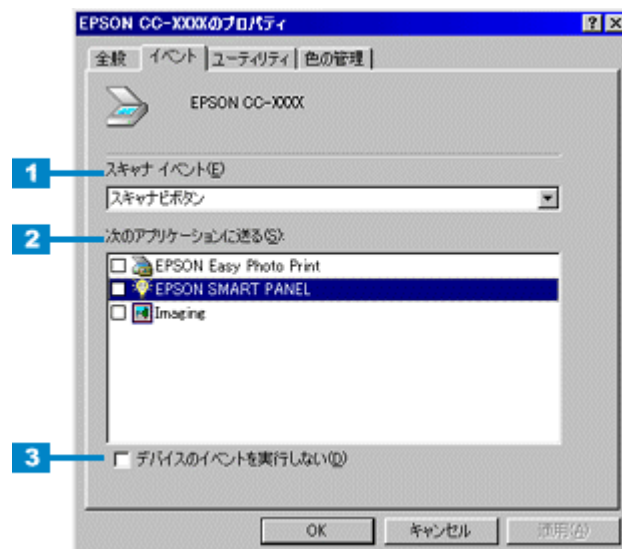 EPSON CC-XXXXのプロパティ
全般 イベント ユーティリティ 色の管理
EPSON CC-XXXX
1 スキャナ イベント(E)
スキャナビボタン
2 次のアプリケーションに送る(S):
EPSON Easy Photo Print
EPSON SMART PANEL
Imaging
3 デバイスのイベントを実行しない(D)
OK キャンセル 適用(A)